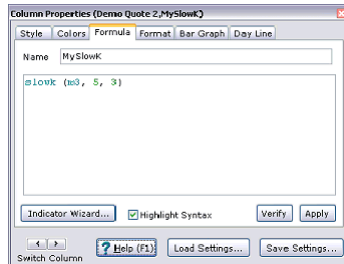 Column Properties (Demo Quote 2,MySlowK)
Style Colors Formula Format Bar Graph Day Line
Name MySlowK
slowk (m3, 5, 3)
Indicator Wizard... Highlight Syntax Verify Apply
Switch Column ? Help (F1) Load Settings... Save Settings...